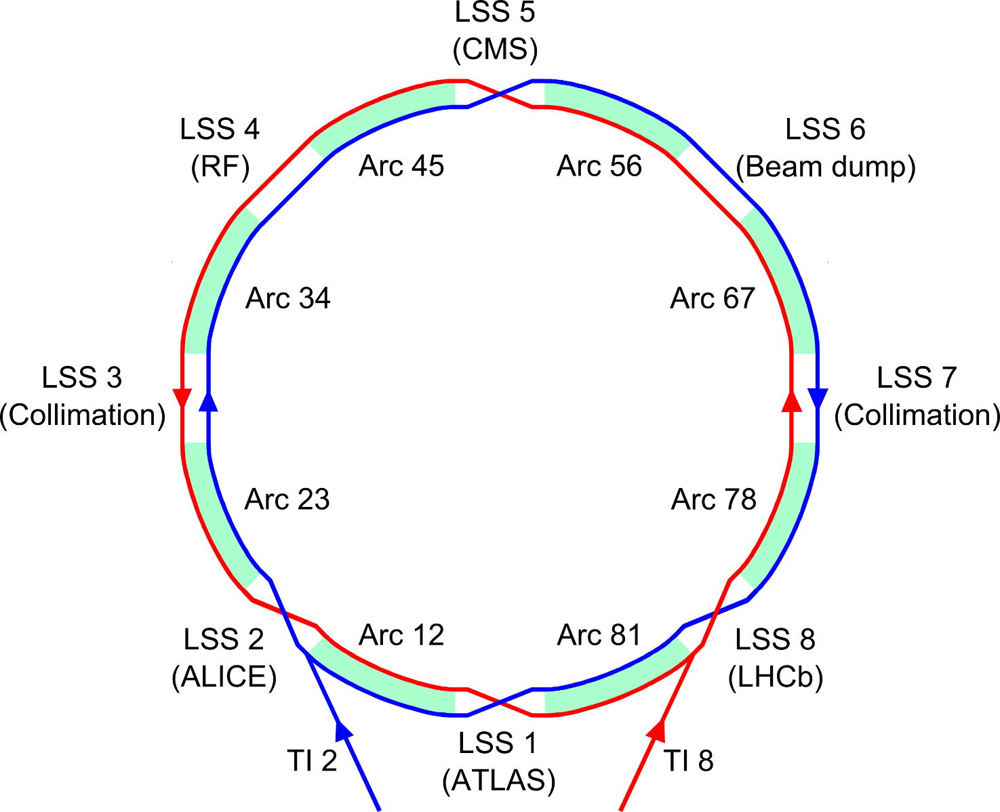 LSS 5
(CMS)
LSS 4
(RF)
LSS 6
(Beam dump)
Arc 45
Arc 56
Arc 34
Arc 67
LSS 3
(Collimation)
LSS 7
(Collimation)
Arc 23
Arc 78
LSS 2
(ALICE)
Arc 12
Arc 81
LSS 8
(LHCb)
TI 2
LSS 1
(ATLAS)
TI 8